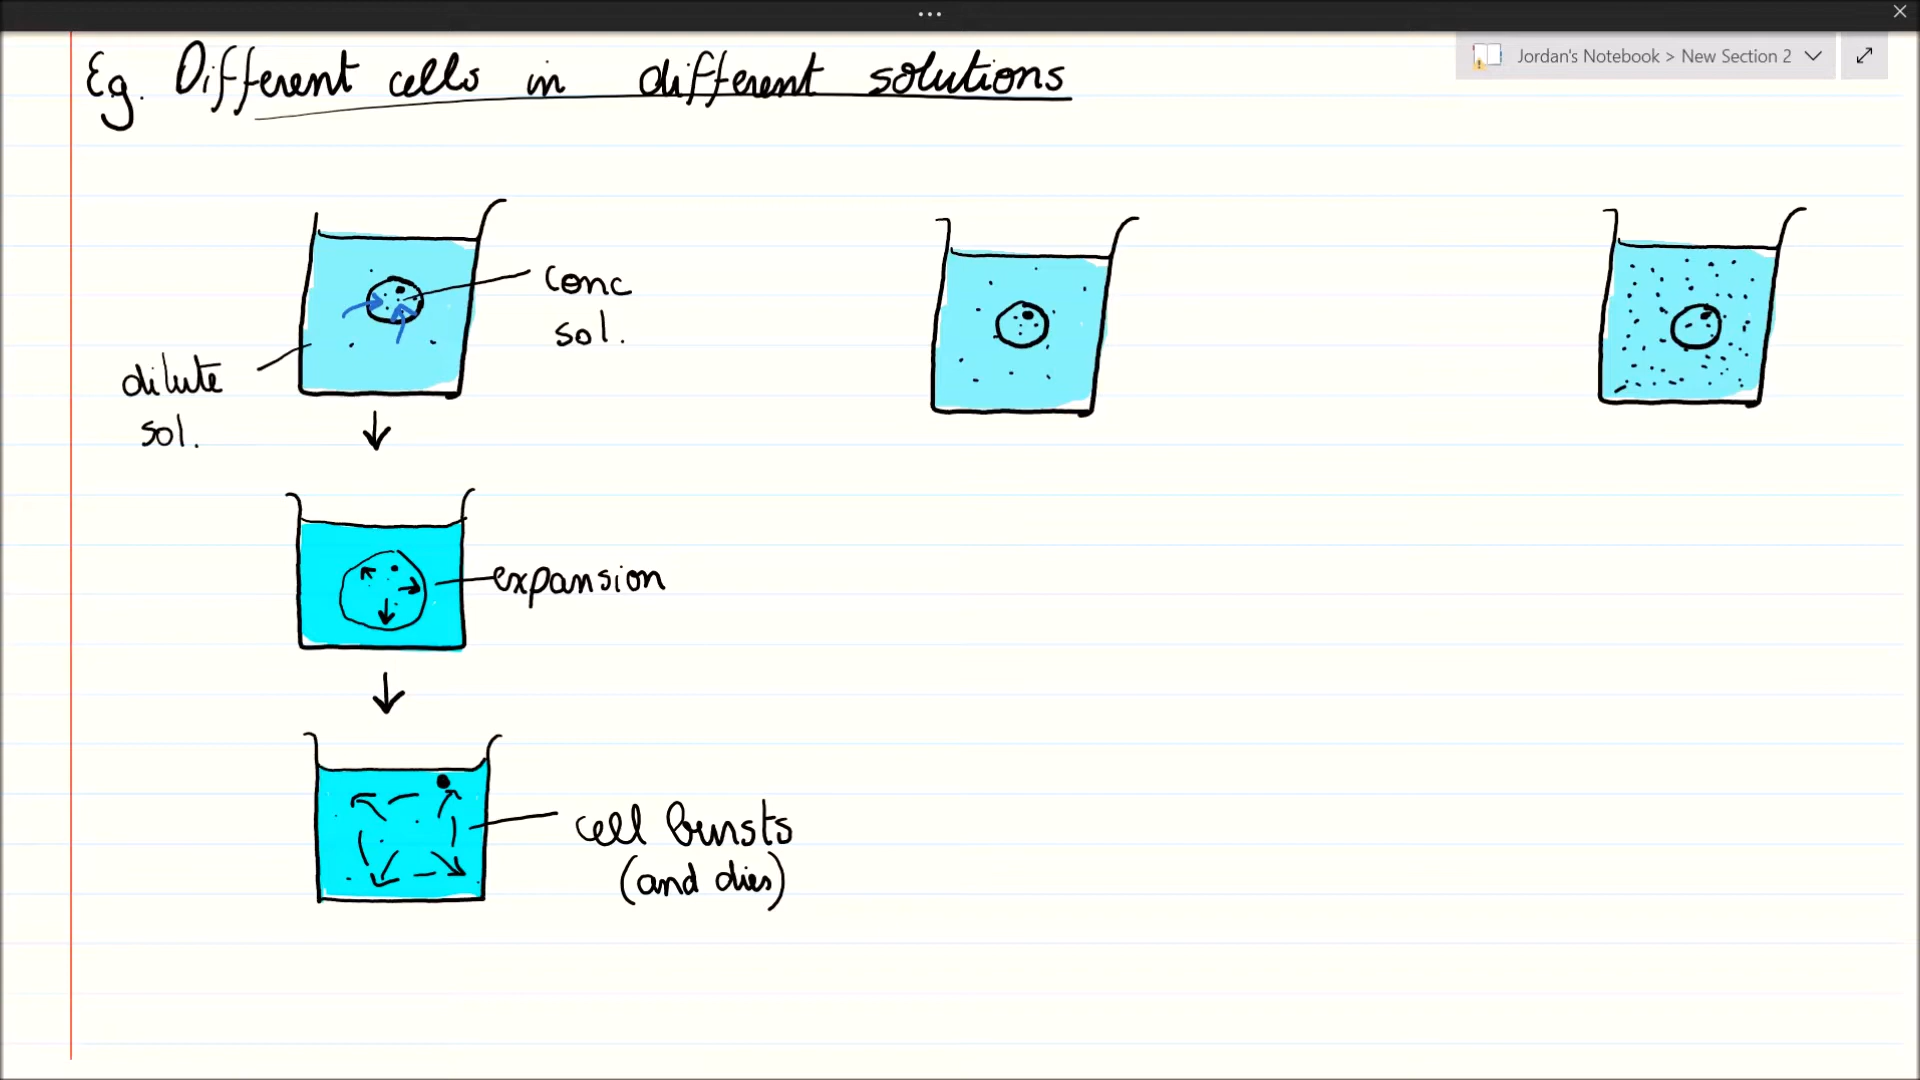 Jordan's Notebook > New Section 2
Eg. Different cells in different solutions
conc
sol.
dilute
sol.
expansion
cell bursts
(and dies)